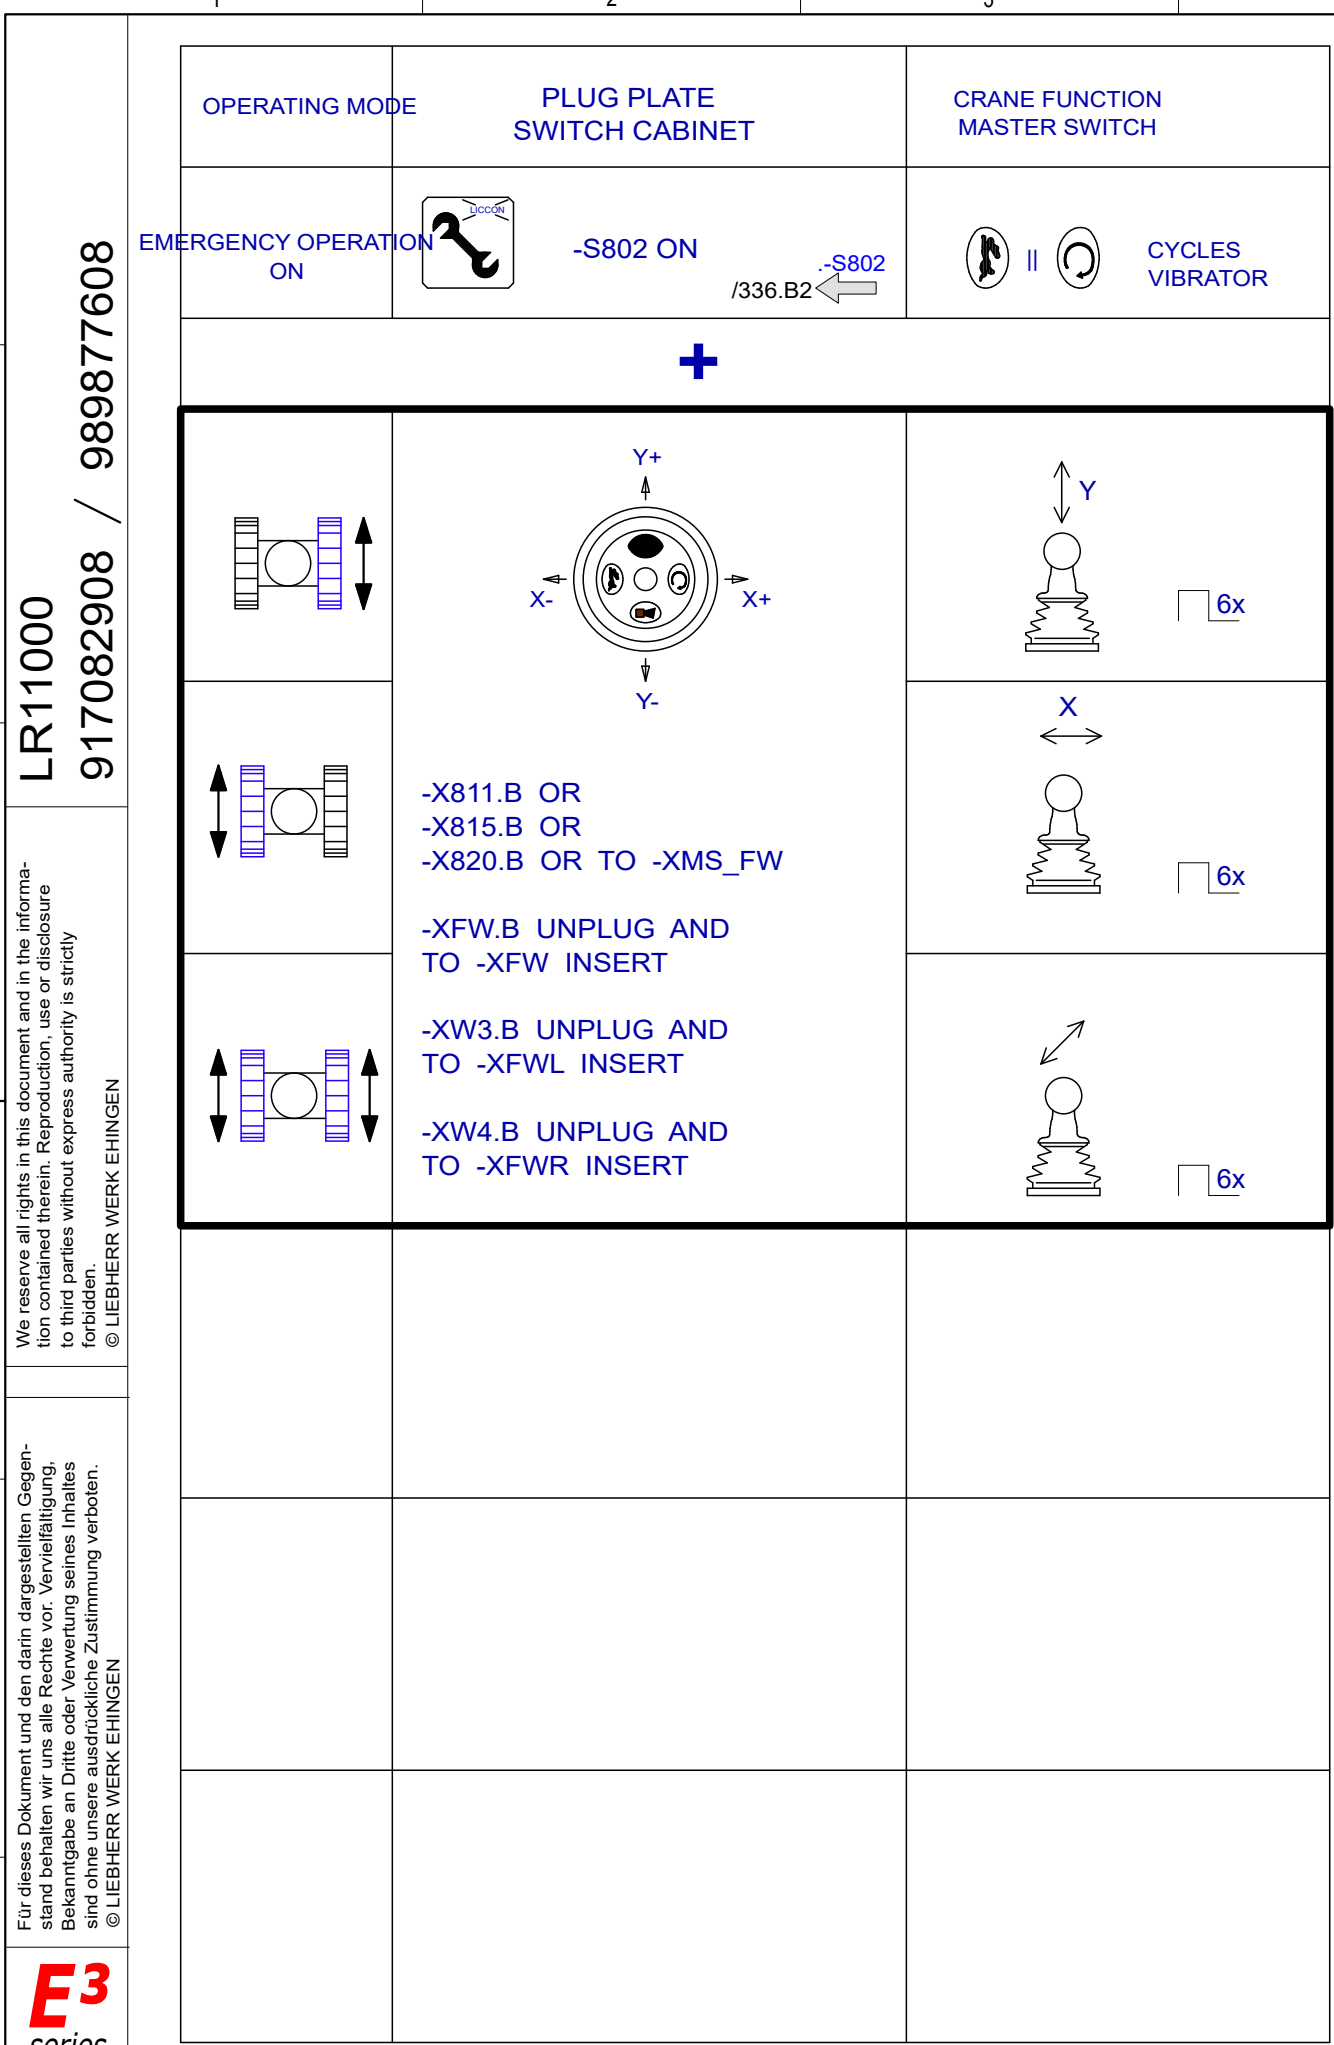 2
OPERATING MODE
PLUG PLATE
SWITCH CABINET
CRANE FUNCTION
MASTER SWITCH
EMERGENCY OPERATION
ON
LICCON
-S802 ON
.-S802
/336.B2
||
CYCLES
VIBRATOR
+
Y+
X-
X+
Y-
Y
6x
X
6x
6x
-X811.B OR
-X815.B OR
-X820.B OR TO -XMS_FW
-XFW.B UNPLUG AND
TO -XFW INSERT
-XW3.B UNPLUG AND
TO -XFWL INSERT
-XW4.B UNPLUG AND
TO -XFWR INSERT
LR11000
917082908 / 989877608
We reserve all rights in this document and in the informa-
tion contained therein. Reproduction, use or disclosure
to third parties without express authority is strictly
forbidden.
© LIEBHERR WERK EHINGEN
Für dieses Dokument und den darin dargestellten Gegen-
stand behalten wir uns alle Rechte vor. Vervielfältigung,
Bekanntgabe an Dritte oder Verwertung seines Inhaltes
sind ohne unsere ausdrückliche Zustimmung verboten.
© LIEBHERR WERK EHINGEN
E3
series